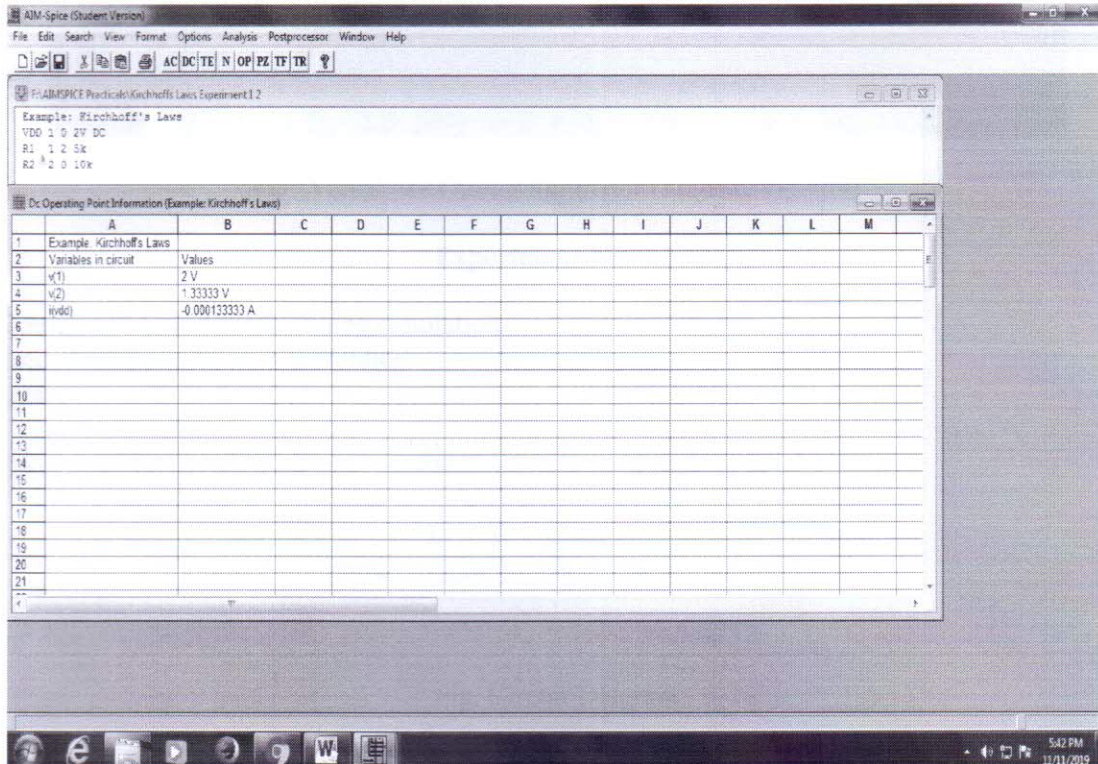 AIM-Spice (Student Version)
File Edit Search View Format Options Analysis Postprocessor Window Help
AC DC TE N OP PZ TF TR
F:\AIMSPICE Practicals\Kirchhoffs Laws Experiment 1 2
Example: Kirchhoff's Laws
VDD 1 0 2V DC
R1 1 2 5k
R2 2 0 10k
Dc Operating Point Information (Example: Kirchhoff's Laws)
A B C D E F G H I J K L M
1 Example: Kirchhoff's Laws
2 Variables in circuit Values
3 v(1) 2 V
4 v(2) 1.33333 V
5 i(vdd) -0.000133333 A
6
7
8
9
10
11
12
13
14
15
16
17
18
19
20
21
W
5:42 PM
11/11/2019